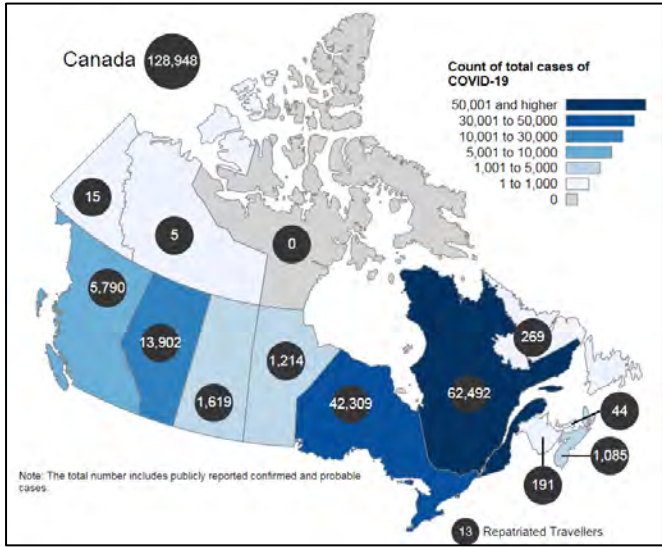 Canada 128,948
Count of total cases of
COVID-19
50,001 and higher
30,001 to 50,000
10,001 to 30,000
5,001 to 10,000
1,001 to 5,000
1 to 1,000
0
15
5
0
5,790
13,902
1,619
1,214
42,309
62,492
269
44
1,085
191
Note: The total number includes publicly reported confirmed and probable
cases.
13 Repatriated Travellers